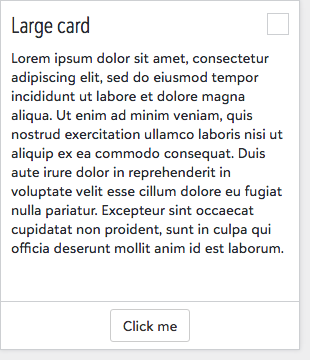 Large card
Lorem ipsum dolor sit amet, consectetur
adipiscing elit, sed do eiusmod tempor
incididunt ut labore et dolore magna
aliqua. Ut enim ad minim veniam, quis
nostrud exercitation ullamco laboris nisi ut
aliquip ex ea commodo consequat. Duis
aute irure dolor in reprehenderit in
voluptate velit esse cillum dolore eu fugiat
nulla pariatur. Excepteur sint occaecat
cupidatat non proident, sunt in culpa qui
officia deserunt mollit anim id est laborum.
Click me